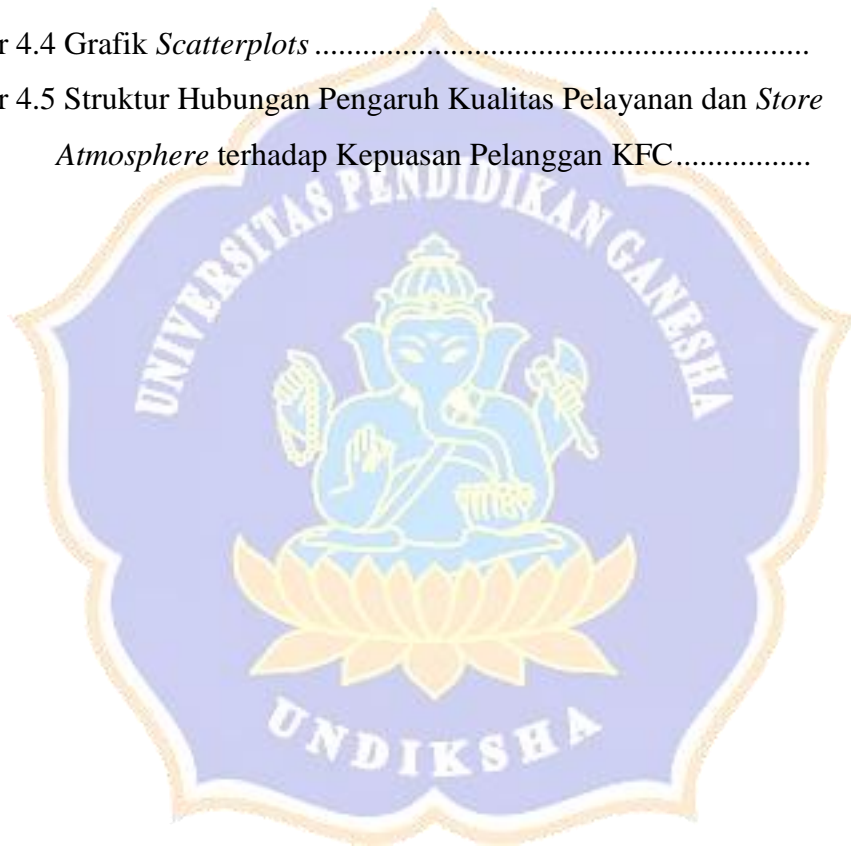 r 4.4 Grafik Scatterplots ...............................................................
r 4.5 Struktur Hubungan Pengaruh Kualitas Pelayanan dan Store
Atmosphere terhadap Kepuasan Pelanggan KFC.................
UNIVERSITAS PENDIDIKAN GANESHA
UNDIKSHA